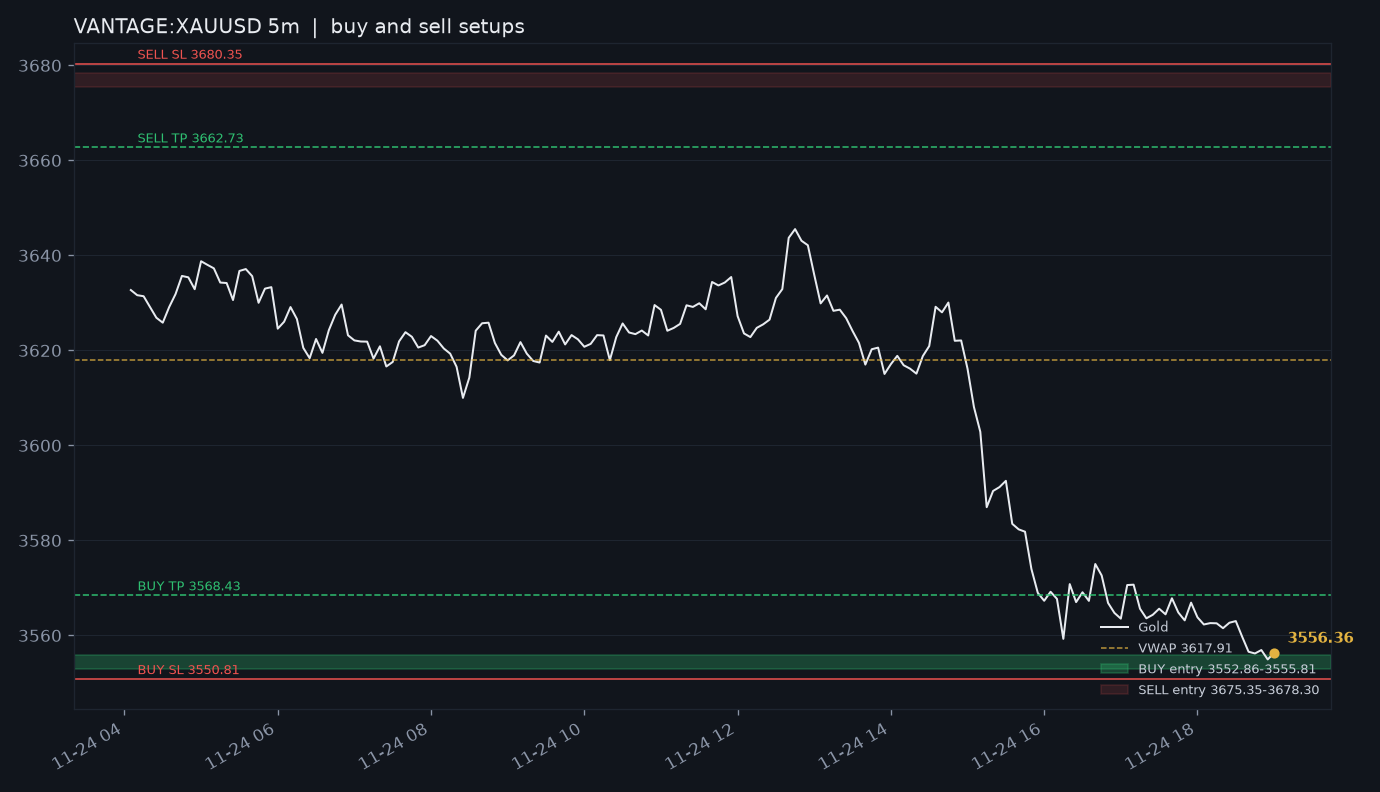 VANTAGE:XAUUSD 5m | buy and sell setups
SELL SL 3680.35
3680
SELL TP 3662.73
3660
3640
3620
3600
3580
BUY TP 3568.43
3560
3556.36
Gold
VWAP 3617.91
BUY SL 3550.81
BUY entry 3552.86-3555.81
SELL entry 3675.35-3678.30
11-24 04
11-24 06
11-24 08
11-24 10
11-24 12
11-24 14
11-24 16
11-24 18